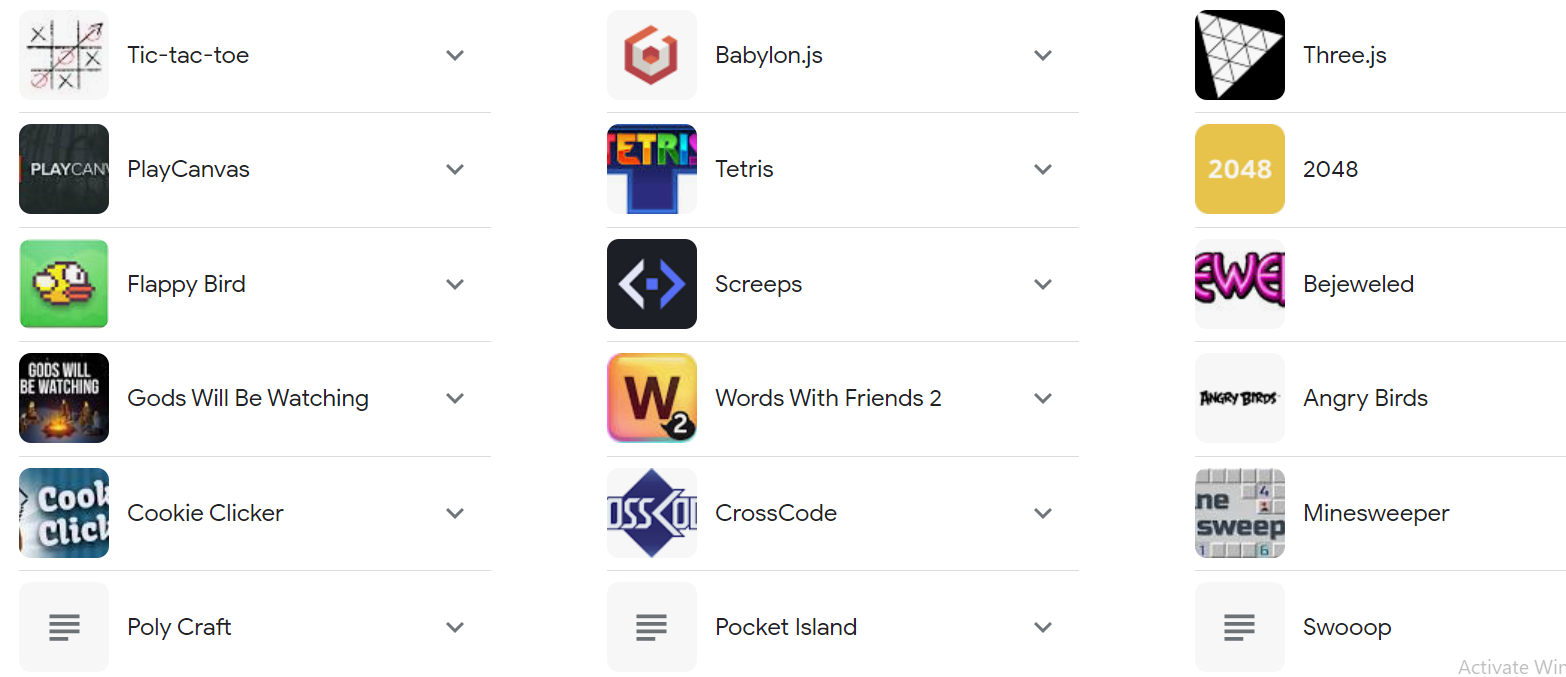 Tic-tac-toe
Babylon.js
Three.js
PLAYCANV
PlayCanvas
TETRIS
Tetris
2048
2048
Flappy Bird
Screeps
EWE
Bejeweled
GODS WILL
BE WATCHING
Gods Will Be Watching
W
2
Words With Friends 2
ANGRY BIRDS
Angry Birds
Cook
Click
Cookie Clicker
OSSCOD
CrossCode
ne
4
sweep
1
6
Minesweeper
Poly Craft
Pocket Island
Swooop
Activate Win